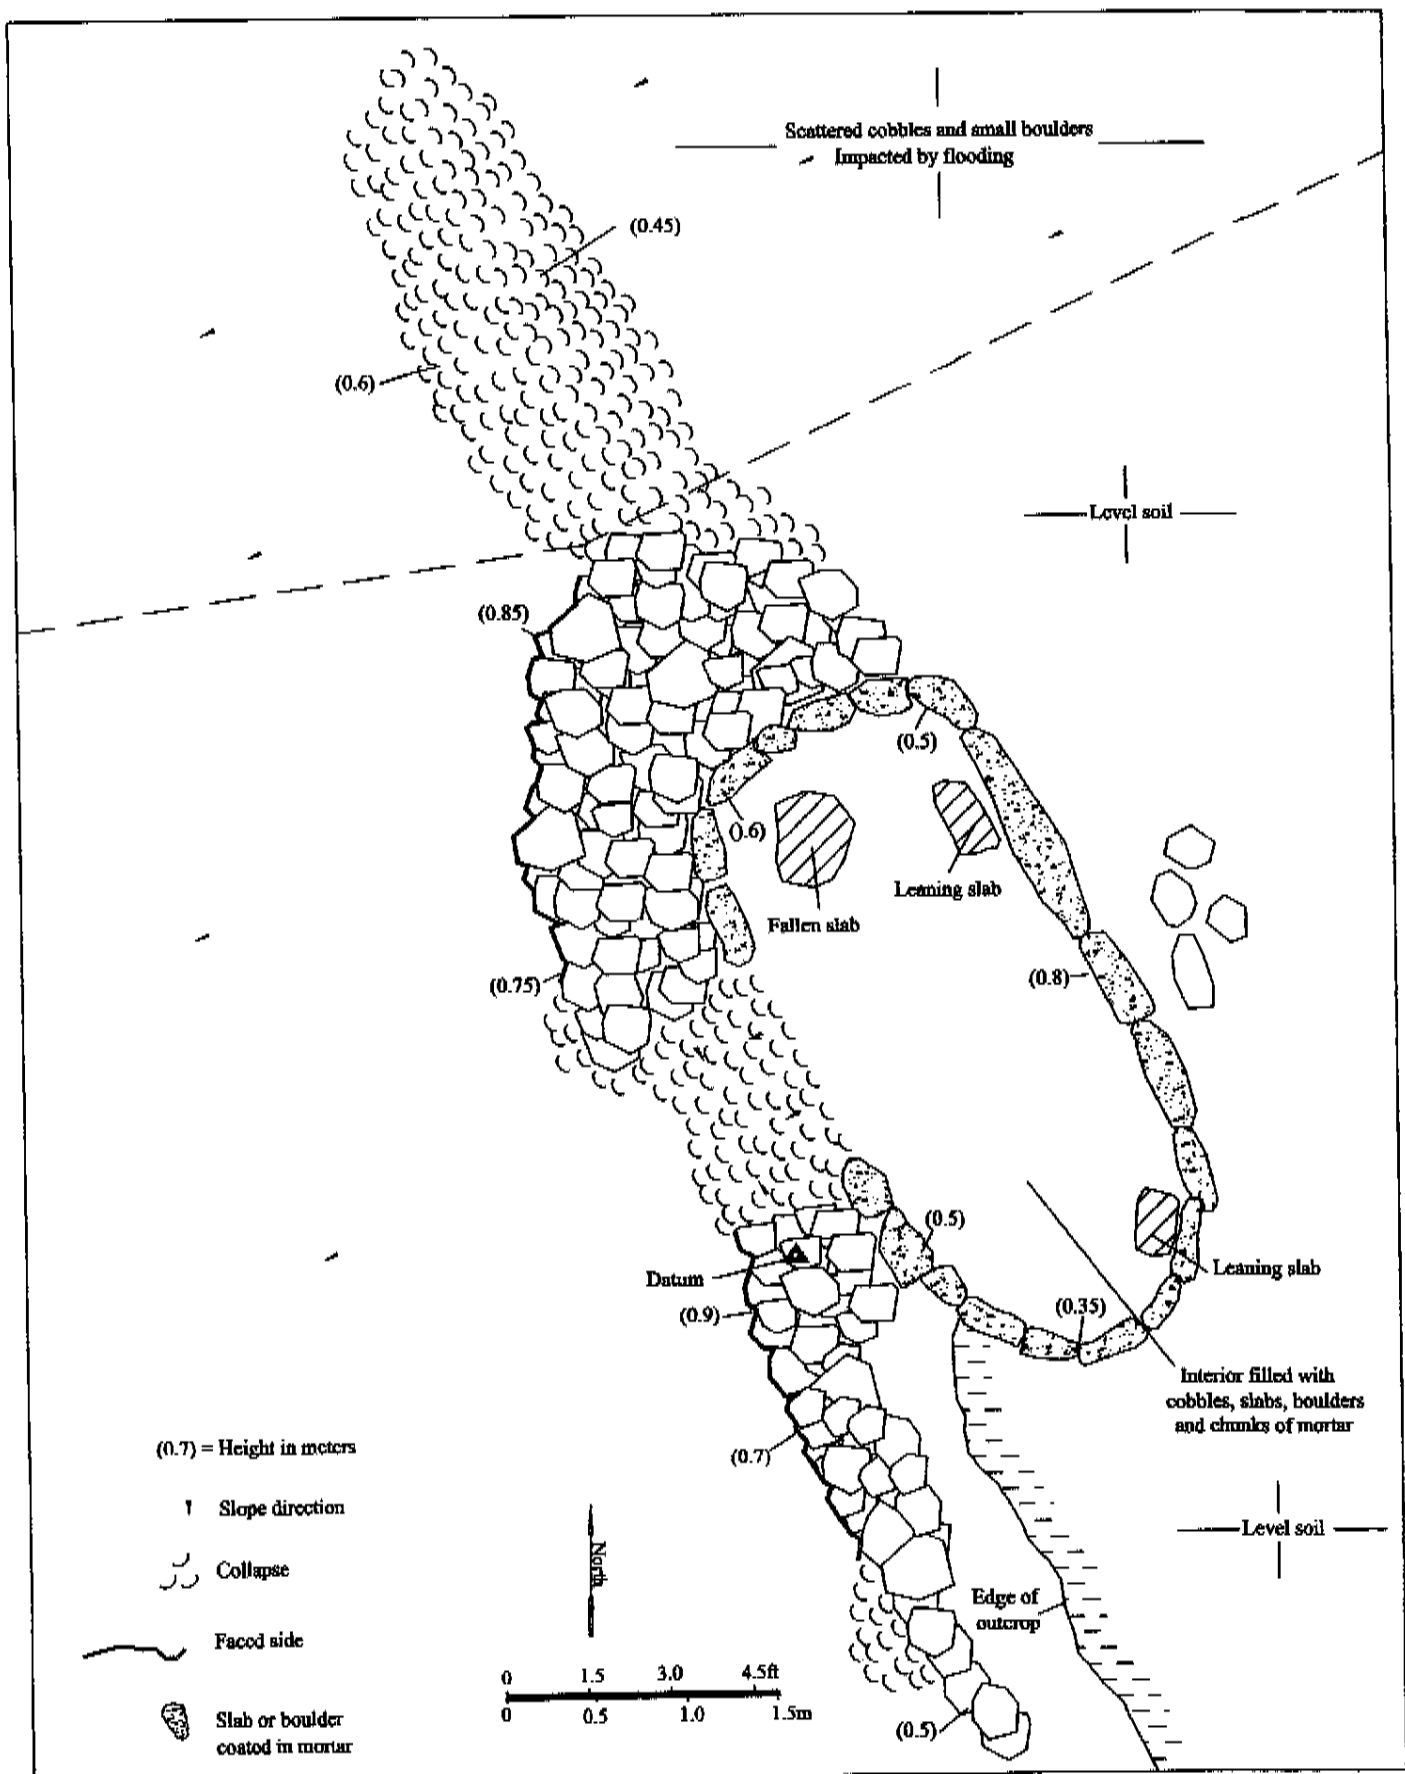 Scattered cobbles and small boulders
Impacted by flooding
(0.45)
(0.6)
Level soil
(0.85)
(0.5)
(0.6)
Leaning slab
Fallen slab
(0.8)
(0.75)
(0.5)
Datum
(0.9)
(0.35)
Leaning slab
Interior filled with
cobbles, slabs, boulders
and chunks of mortar
(0.7)
(0.7) = Height in meters
Slope direction
North
Level soil
Collapse
Edge of
outcrop
Faced side
0 1.5 3.0 4.5ft
0 0.5 1.0 1.5m
(0.5)
Slab or boulder
coated in mortar